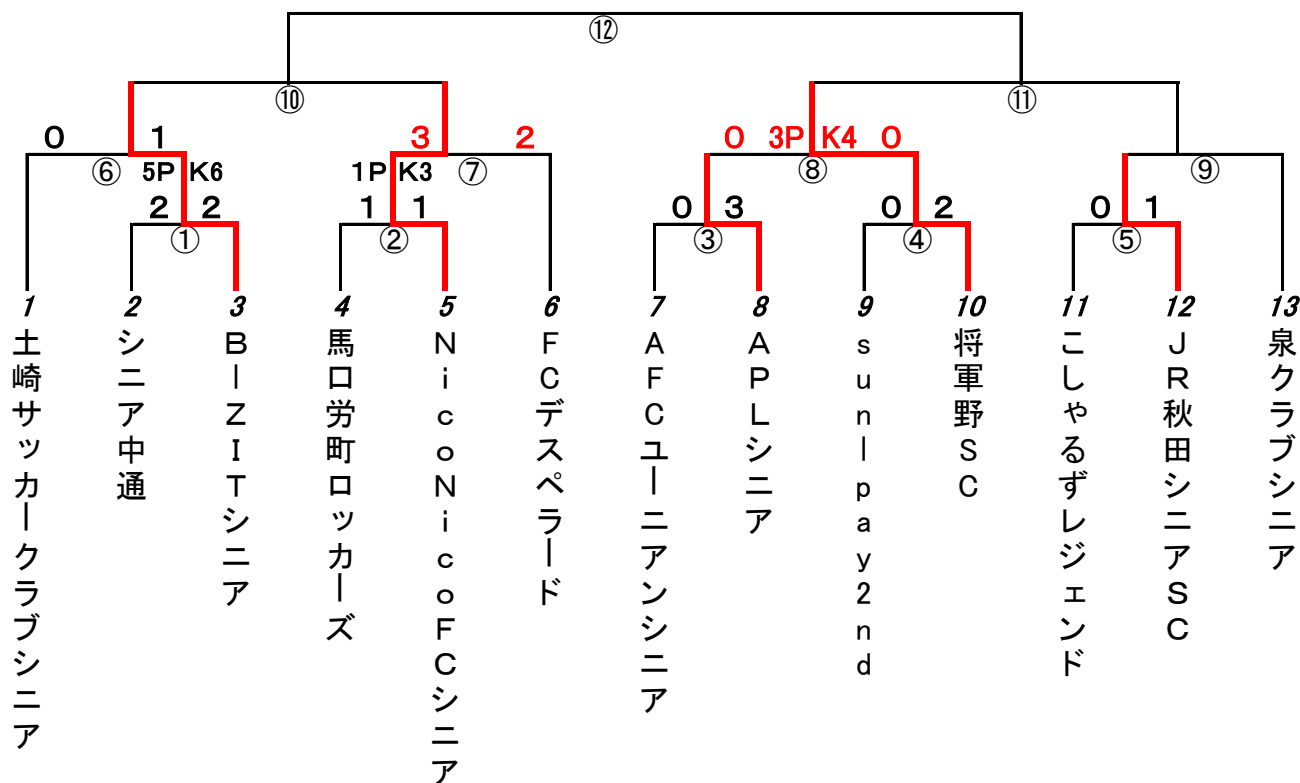 ⑫
⑩
⑪
0 1
3 2
0 3P K4 0
⑥ 5P K6
1P K3 ⑦
⑧
⑨
2 2
1 1
0 3
0 2
0 1
①
②
③
④
⑤
1 2 3 4 5 6 7 8 9 10 11 12 13
土崎サッカークラブシニア
シニア中通
BIZITシニア
馬口労町ロッカーズ
NicoNicoFCシニア
FCデスペラード
AFCユーニアンシニア
APLシニア
sunlpay2nd
将軍野SC
こしゃるずレジェンド
JR秋田シニアSC
泉クラブシニア